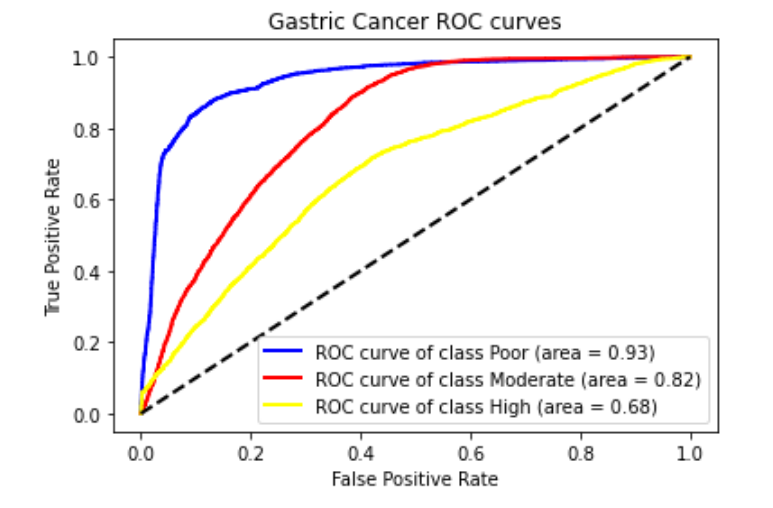 Gastric Cancer ROC curves
1.0
0.8
0.6
0.4
0.2
0.0
True Positive Rate
ROC curve of class Poor (area = 0.93)
ROC curve of class Moderate (area = 0.82)
ROC curve of class High (area = 0.68)
0.0 0.2 0.4 0.6 0.8 1.0
False Positive Rate